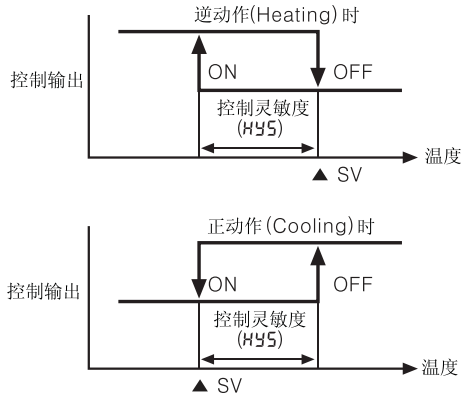 逆动作(Heating)时
控制输出
ON
OFF
控制灵敏度
(HYS)
温度
▲ SV
正动作(Cooling)时
控制输出
ON
OFF
控制灵敏度
(HYS)
温度
▲ SV